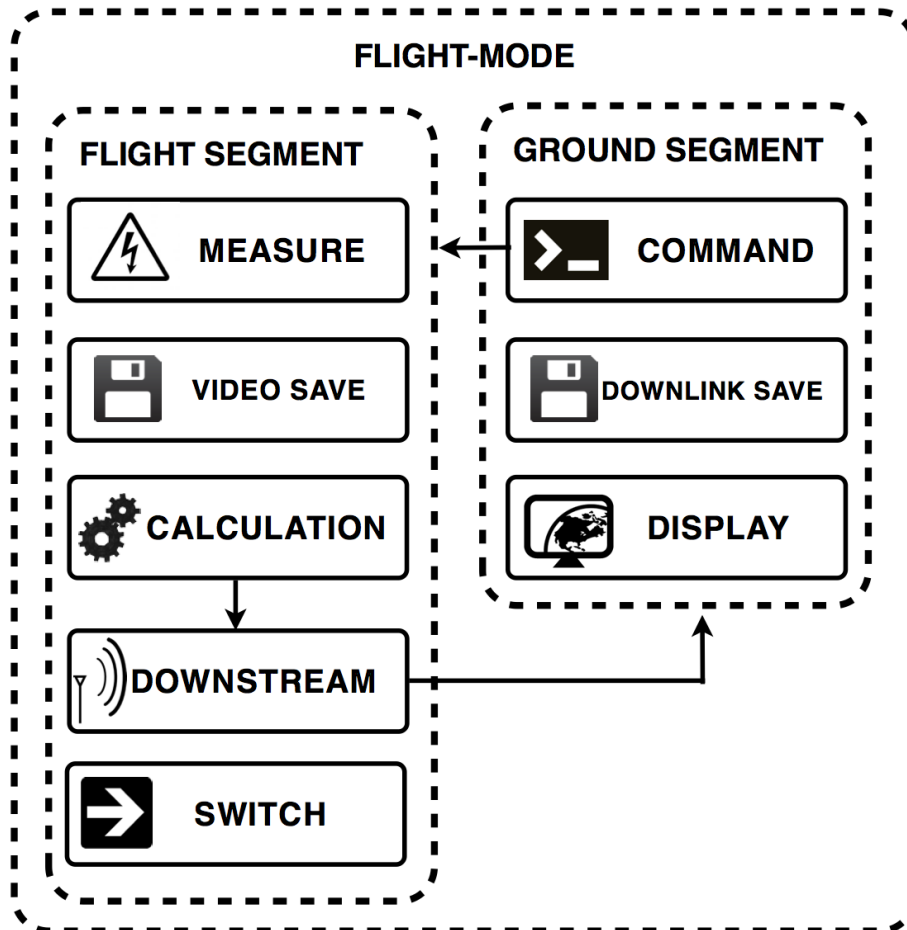 FLIGHT-MODE
FLIGHT SEGMENT
MEASURE
VIDEO SAVE
CALCULATION
DOWNSTREAM
SWITCH
GROUND SEGMENT
COMMAND
DOWNLINK SAVE
DISPLAY